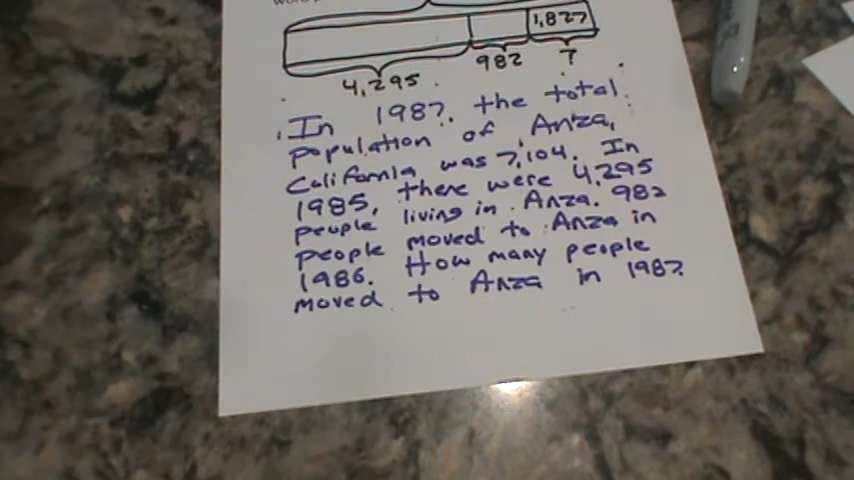 1,827
4,295 982 ?
In 1987, the total
population of Anza,
California was 7,104. In
1985, there were 4,295
people living in Anza. 982
people moved to Anza in
1986. How many people
moved to Anza in 1987